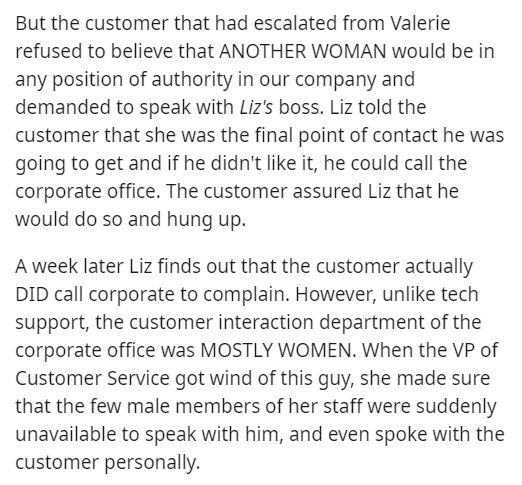 But the customer that had escalated from Valerie
refused to believe that ANOTHER WOMAN would be in
any position of authority in our company and
demanded to speak with Liz's boss. Liz told the
customer that she was the final point of contact he was
going to get and if he didn't like it, he could call the
corporate office. The customer assured Liz that he
would do so and hung up.
A week later Liz finds out that the customer actually
DID call corporate to complain. However, unlike tech
support, the customer interaction department of the
corporate office was MOSTLY WOMEN. When the VP of
Customer Service got wind of this guy, she made sure
that the few male members of her staff were suddenly
unavailable to speak with him, and even spoke with the
customer personally.